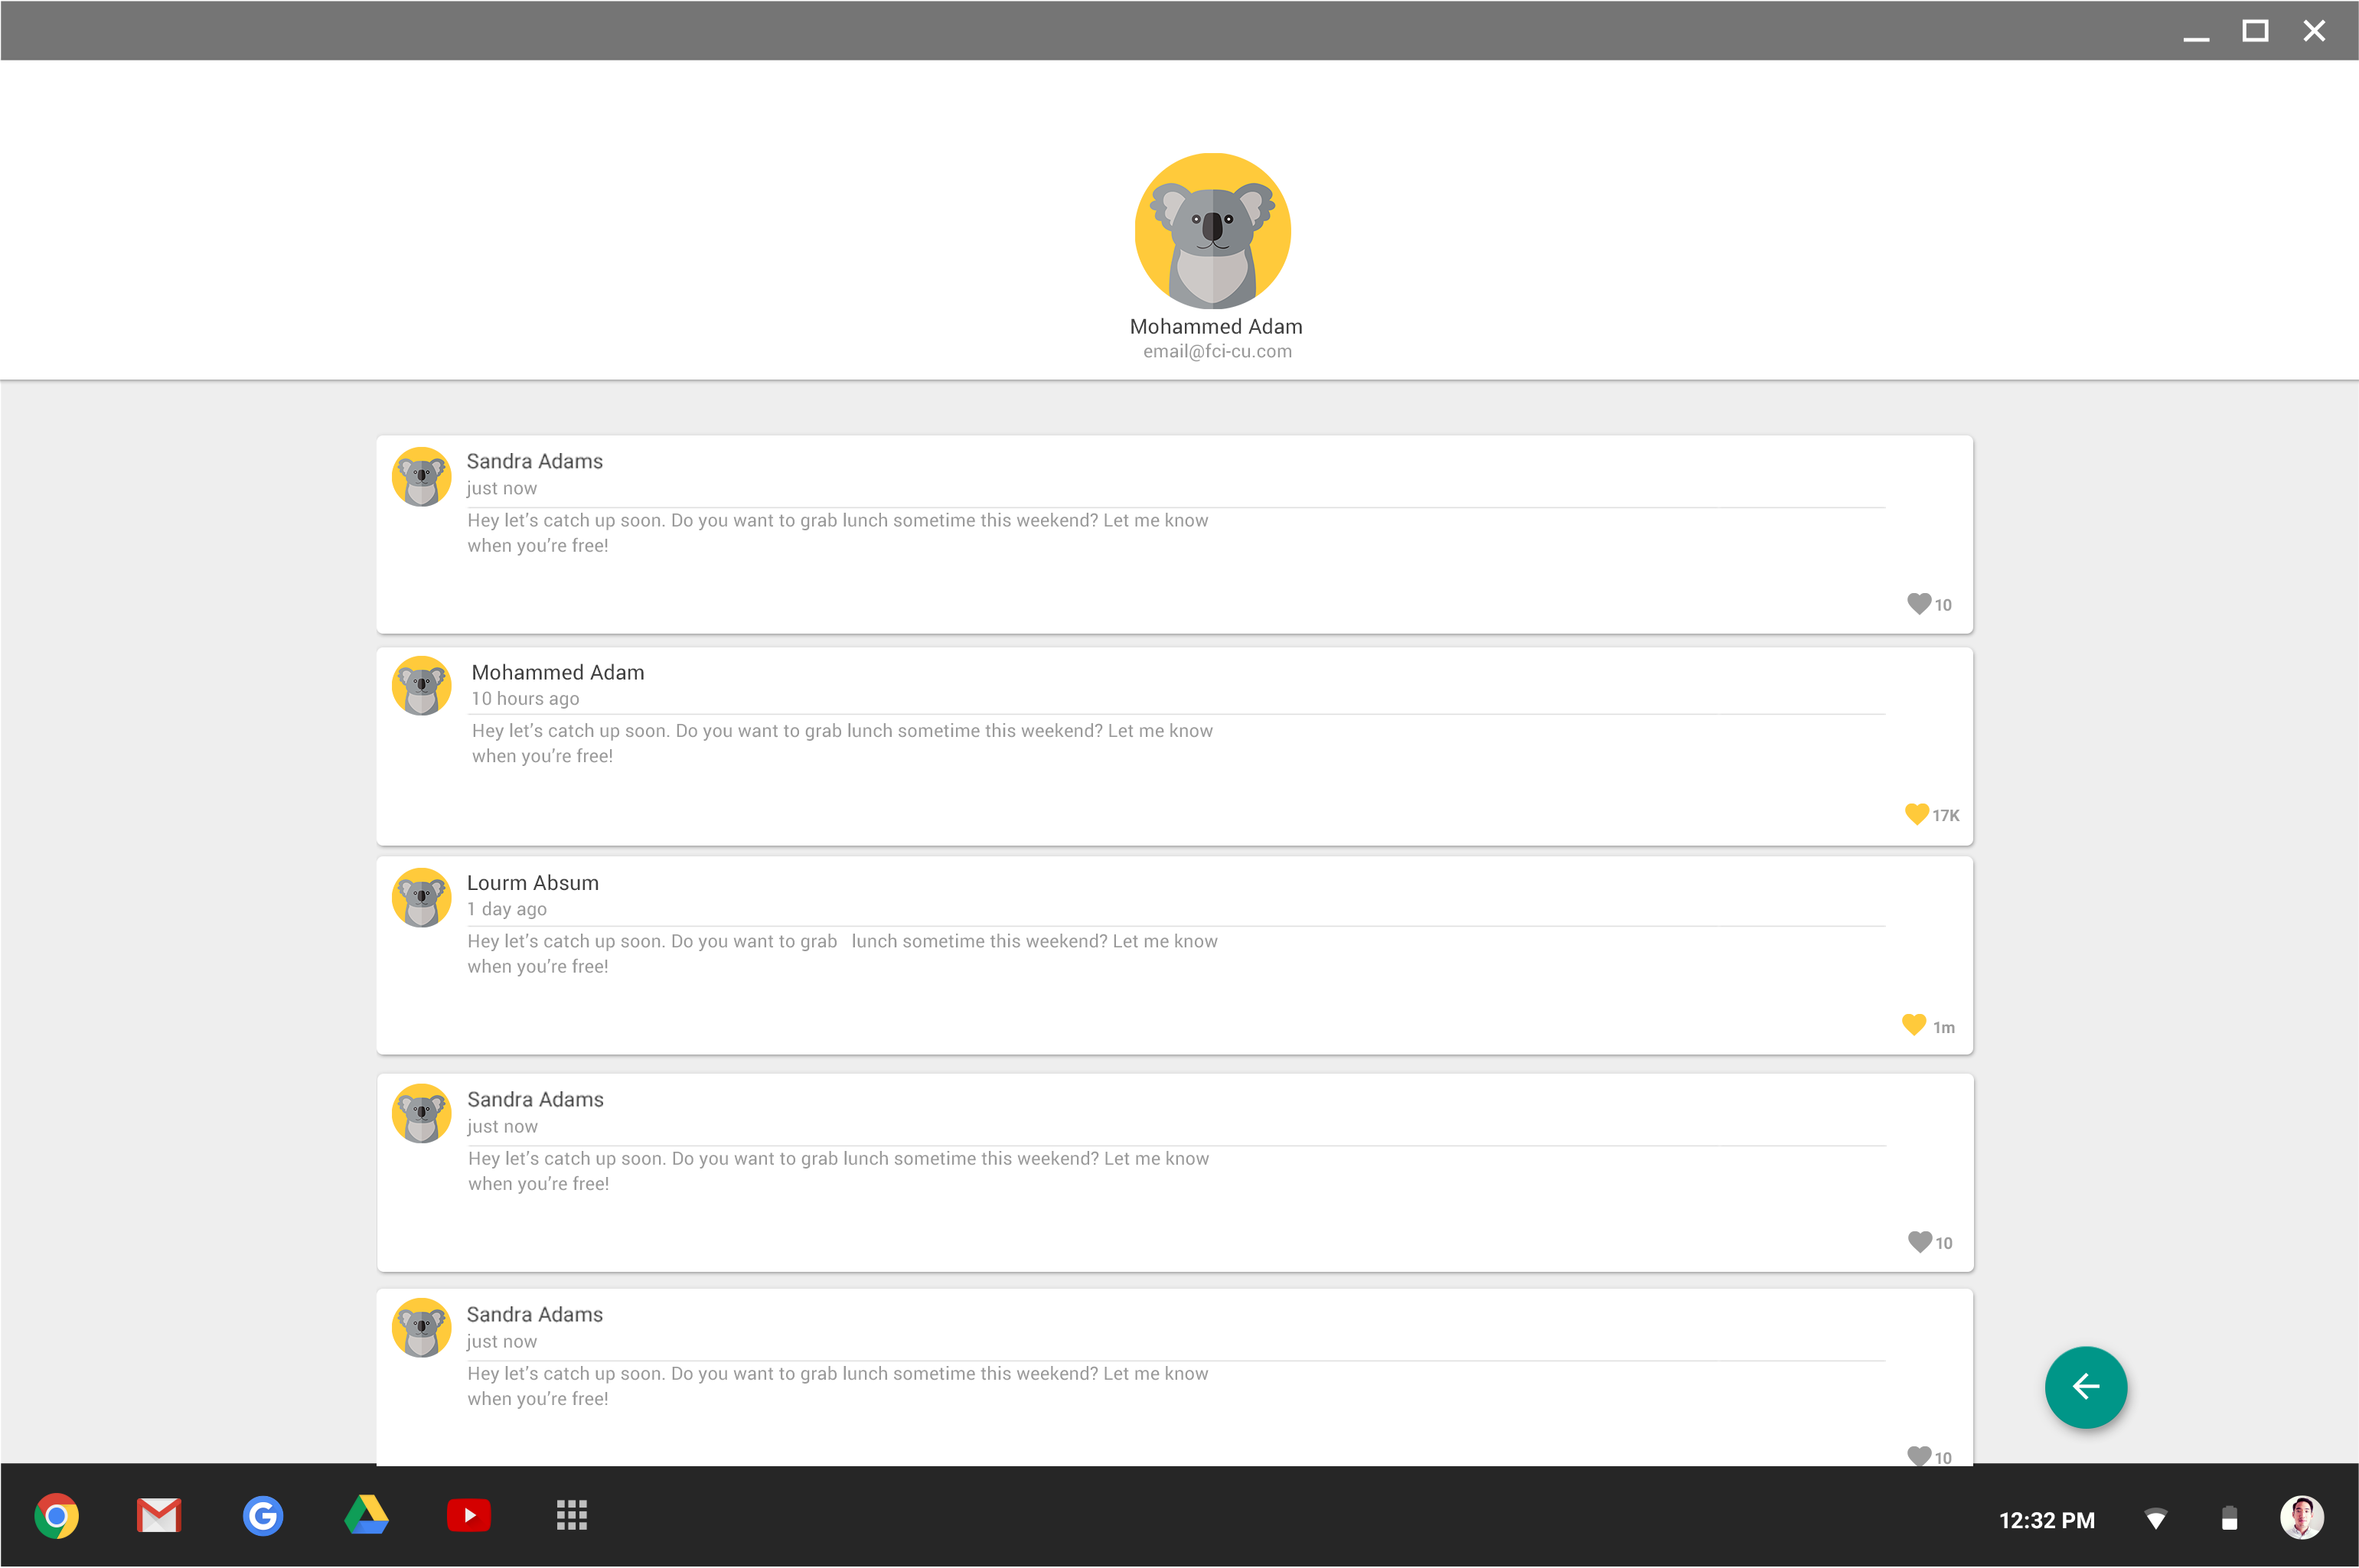 Mohammed Adam
email@fci-cu.com
Sandra Adams
just now
Hey let's catch up soon. Do you want to grab lunch sometime this weekend? Let me know
when you're free!
10
Mohammed Adam
10 hours ago
Hey let's catch up soon. Do you want to grab lunch sometime this weekend? Let me know
when you're free!
17K
Lourm Absum
1 day ago
Hey let's catch up soon. Do you want to grab   lunch sometime this weekend? Let me know
when you're free!
1m
Sandra Adams
just now
Hey let's catch up soon. Do you want to grab lunch sometime this weekend? Let me know
when you're free!
10
Sandra Adams
just now
Hey let's catch up soon. Do you want to grab lunch sometime this weekend? Let me know
when you're free!
10
12:32 PM